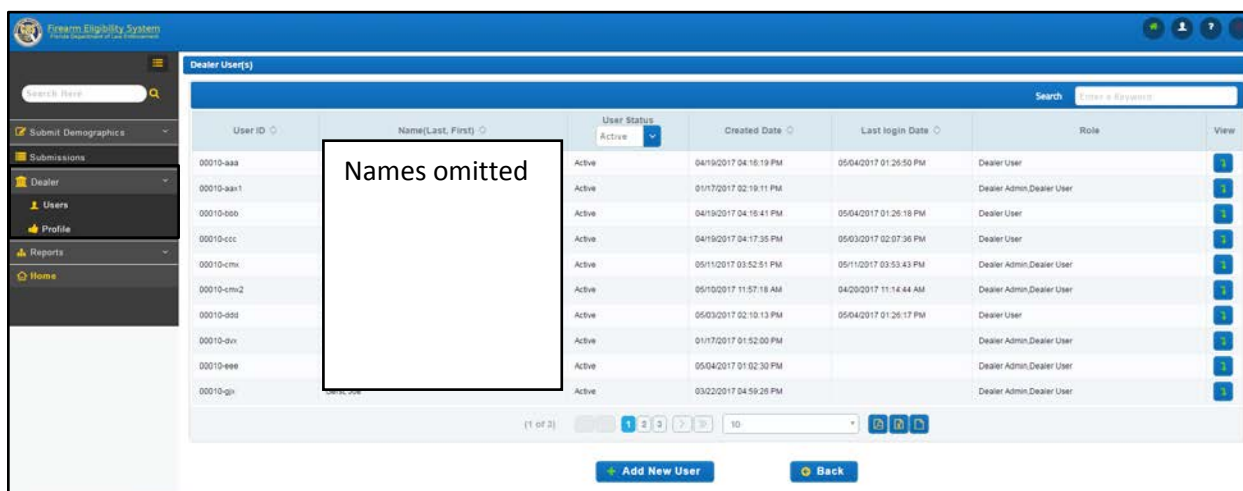 Firearm Eligibility System
Florida Department of Law Enforcement
Dealer User(s)
Search Here
Search Enter a Keyword
Submit Demographics
Submissions
Dealer
Users
Profile
Reports
Home
User ID Name(Last, First) User Status Created Date Last login Date Role View
Active
Names omitted
00010-aaa Active 04/19/2017 04:16:19 PM 05/04/2017 01:26:50 PM Dealer User
00010-aax1 Active 01/17/2017 02:19:11 PM Dealer Admin,Dealer User
00010-bbb Active 04/19/2017 04:16:41 PM 05/04/2017 01:26:18 PM Dealer User
00010-ccc Active 04/19/2017 04:17:35 PM 05/03/2017 02:07:36 PM Dealer User
00010-cmx Active 05/11/2017 03:52:51 PM 05/11/2017 03:53:43 PM Dealer Admin,Dealer User
00010-cmx2 Active 05/10/2017 11:57:18 AM 04/20/2017 11:14:44 AM Dealer Admin,Dealer User
00010-ddd Active 05/03/2017 02:10:13 PM 05/04/2017 01:26:17 PM Dealer User
00010-dvx Active 01/17/2017 01:52:00 PM Dealer Admin,Dealer User
00010-eee Active 05/04/2017 01:02:30 PM Dealer Admin,Dealer User
00010-gjx Active 03/22/2017 04:59:26 PM Dealer Admin,Dealer User
(1 of 3) 1 2 3 10
Add New User Back